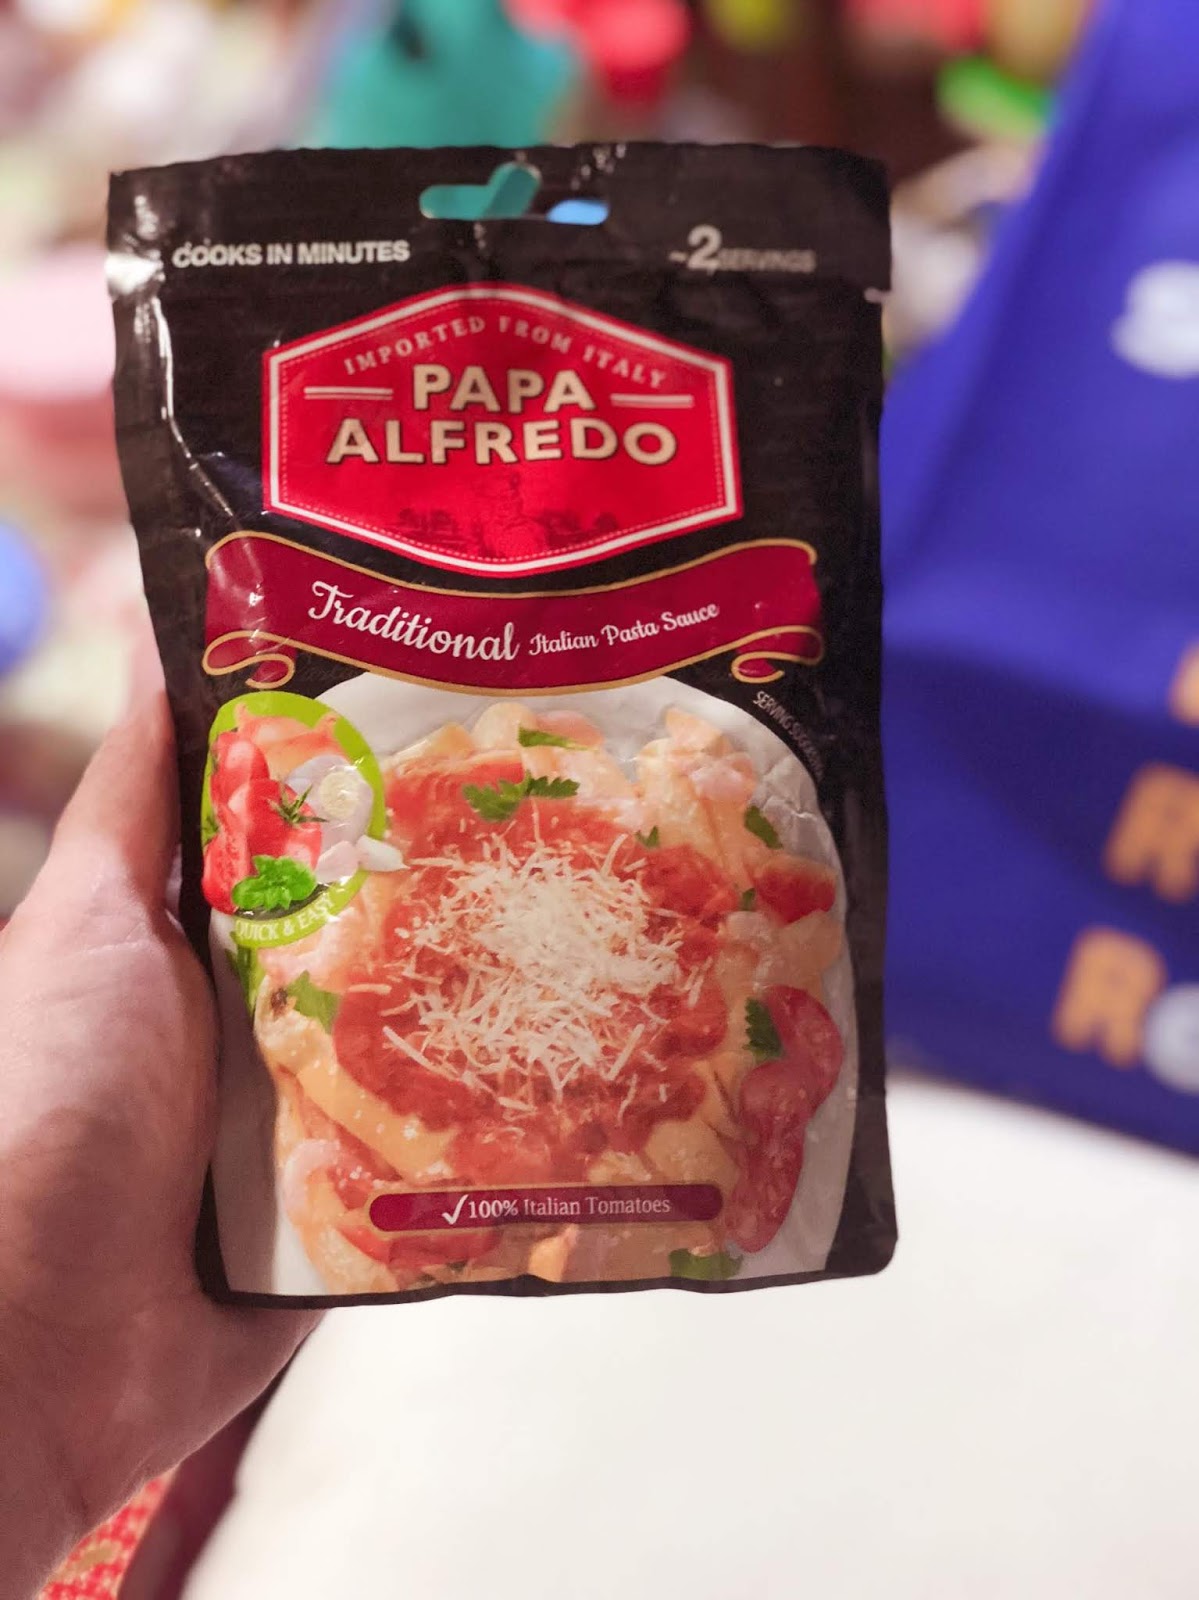 COOKS IN MINUTES
~2 SERVINGS
IMPORTED FROM ITALY
PAPA
ALFREDO
Traditional Italian Pasta Sauce
QUICK & EASY
✓100% Italian Tomatoes